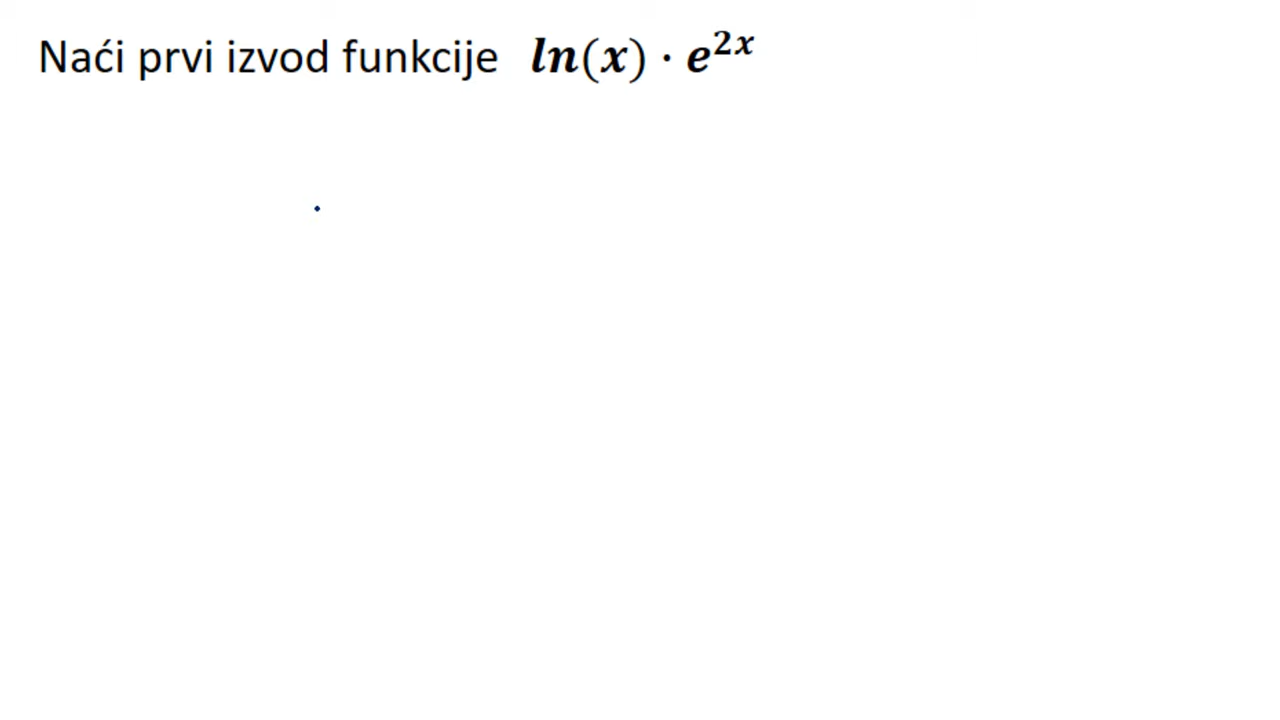 Naći prvi izvod funkcije ln(x) · e^{2x}